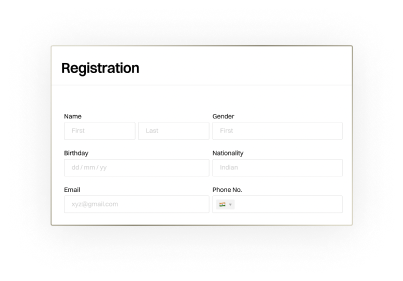 Registration
Name
Gender
First
Last
First
Birthday
Nationality
dd / mm / yy
Indian
Email
Phone No.
xyz@gmail.com